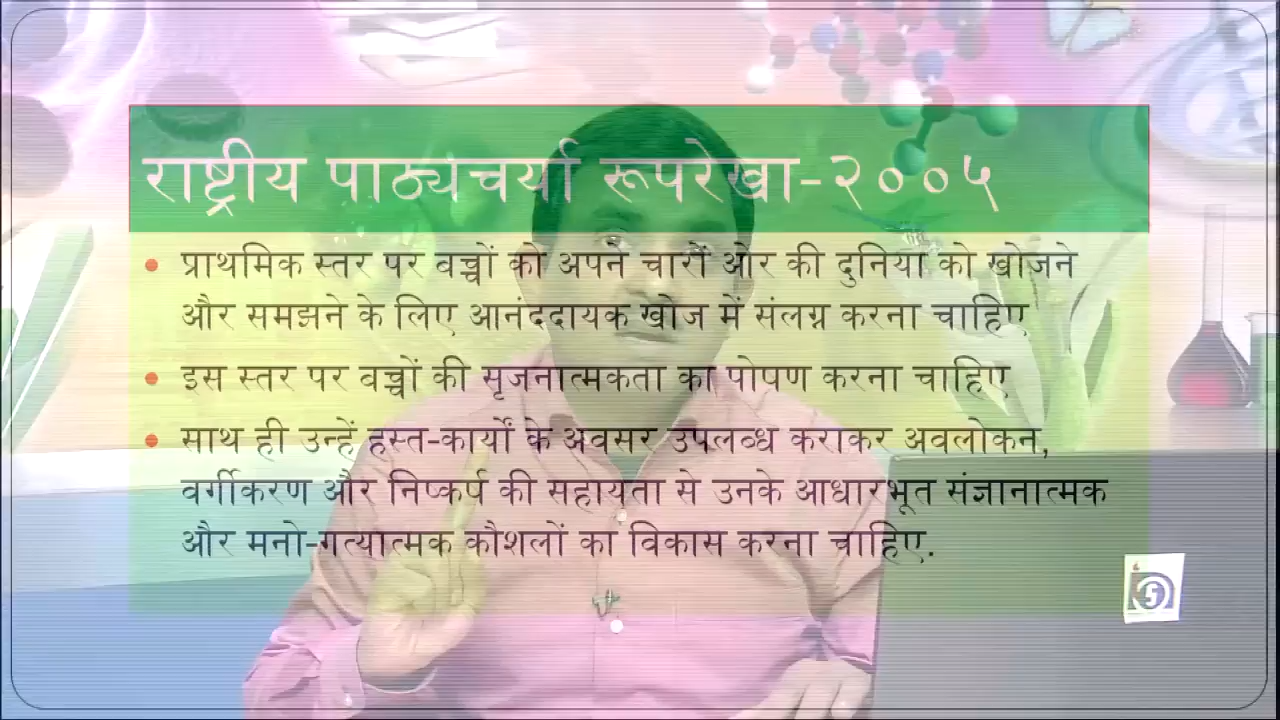 राष्ट्रीय पाठ्यचर्या रूपरेखा-२००५
• प्राथमिक स्तर पर बच्चों को अपने चारों ओर की दुनिया को खोजने
और समझने के लिए आनंददायक खोज में संलग्न करना चाहिए
• इस स्तर पर बच्चों की सृजनात्मकता का पोषण करना चाहिए
• साथ ही उन्हें हस्त-कार्यों के अवसर उपलब्ध कराकर अवलोकन,
वर्गीकरण और निष्कर्ष की सहायता से उनके आधारभूत संज्ञानात्मक
और मनो-गत्यात्मक कौशलों का विकास करना चाहिए.